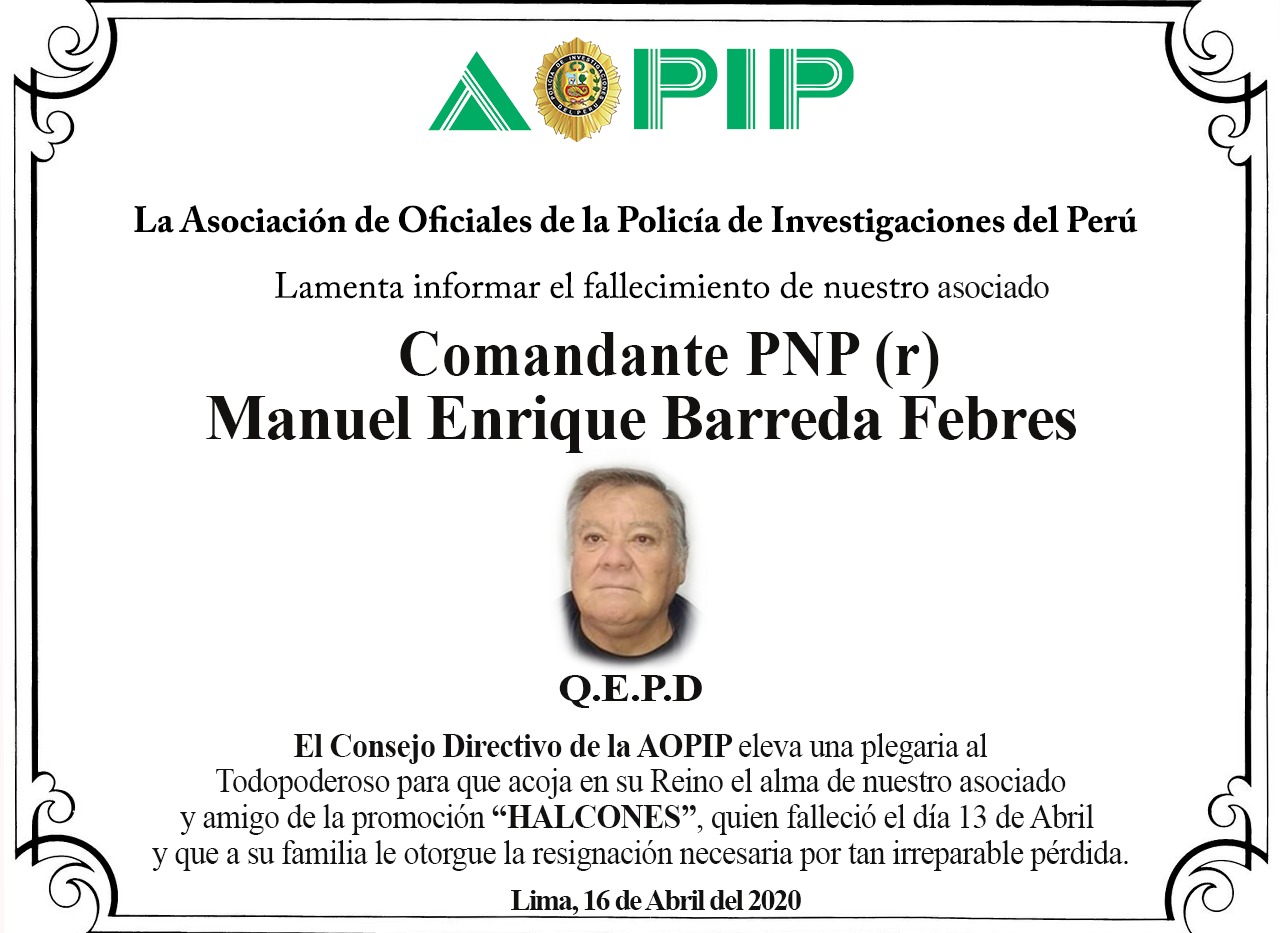 AOPIP
POLICIA DE INVESTIGACIONES
DEL PERU
La Asociación de Oficiales de la Policía de Investigaciones del Perú
Lamenta informar el fallecimiento de nuestro asociado
Comandante PNP (r)
Manuel Enrique Barreda Febres
Q.E.P.D
El Consejo Directivo de la AOPIP eleva una plegaria al
Todopoderoso para que acoja en su Reino el alma de nuestro asociado
y amigo de la promoción “HALCONES”, quien falleció el día 13 de Abril
y que a su familia le otorgue la resignación necesaria por tan irreparable pérdida.
Lima, 16 de Abril del 2020